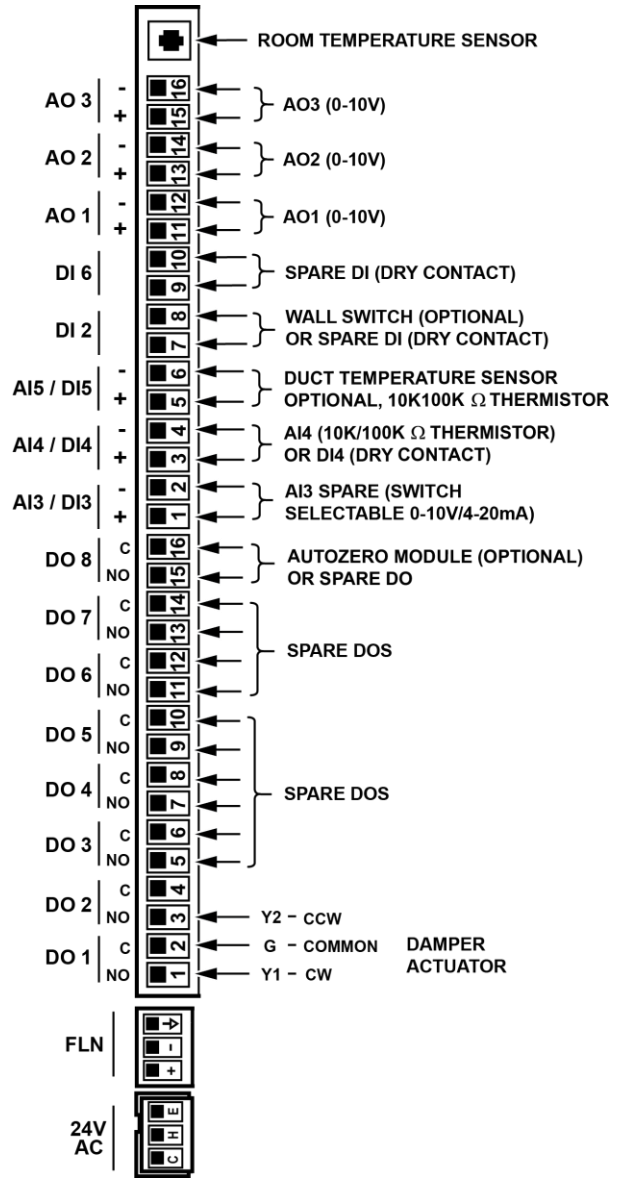 ROOM TEMPERATURE SENSOR
AO 3 - 16
+ 15
AO3 (0-10V)
AO 2 - 14
+ 13
AO2 (0-10V)
AO 1 - 12
+ 11
AO1 (0-10V)
DI 6 10
9
SPARE DI (DRY CONTACT)
DI 2 8
7
WALL SWITCH (OPTIONAL)
OR SPARE DI (DRY CONTACT)
AI5 / DI5 - 6
+ 5
DUCT TEMPERATURE SENSOR
OPTIONAL, 10K100K Ω THERMISTOR
AI4 / DI4 - 4
+ 3
AI4 (10K/100K Ω THERMISTOR)
OR DI4 (DRY CONTACT)
AI3 / DI3 - 2
+ 1
AI3 SPARE (SWITCH
SELECTABLE 0-10V/4-20mA)
DO 8 C 16
NO 15
AUTOZERO MODULE (OPTIONAL)
OR SPARE DO
DO 7 C 14
NO 13
DO 6 C 12
NO 11
SPARE DOS
DO 5 C 10
NO 9
DO 4 C 8
NO 7
DO 3 C 6
NO 5
SPARE DOS
DO 2 C 4
NO 3 Y2 - CCW
DO 1 C 2 G - COMMON
NO 1 Y1 - CW
DAMPER
ACTUATOR
FLN
-
+
24V
AC
E
H
C